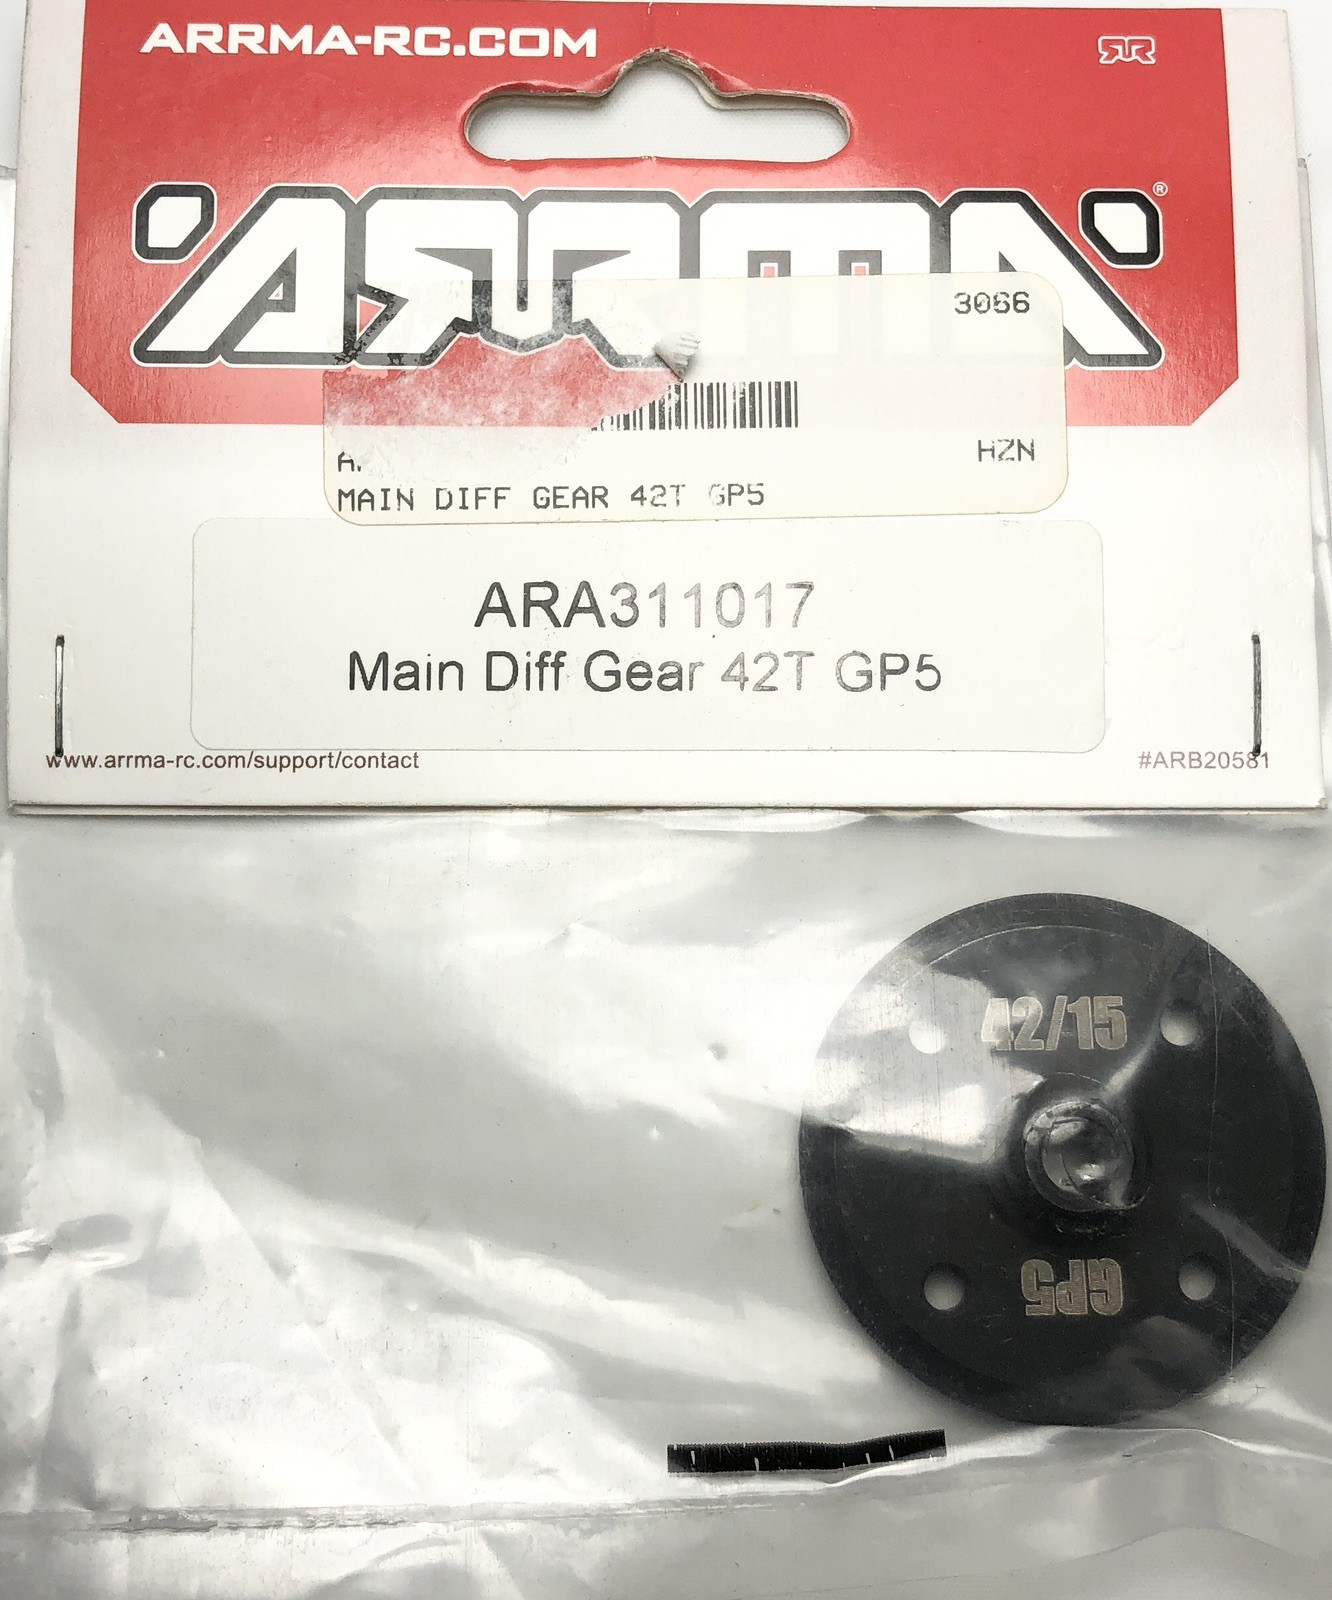 ARRMA-RC.COM
ARRMA®
3066
HZN
MAIN DIFF GEAR 42T GP5
ARA311017
Main Diff Gear 42T GP5
www.arrma-rc.com/support/contact
#ARB20581
42/15
GP5